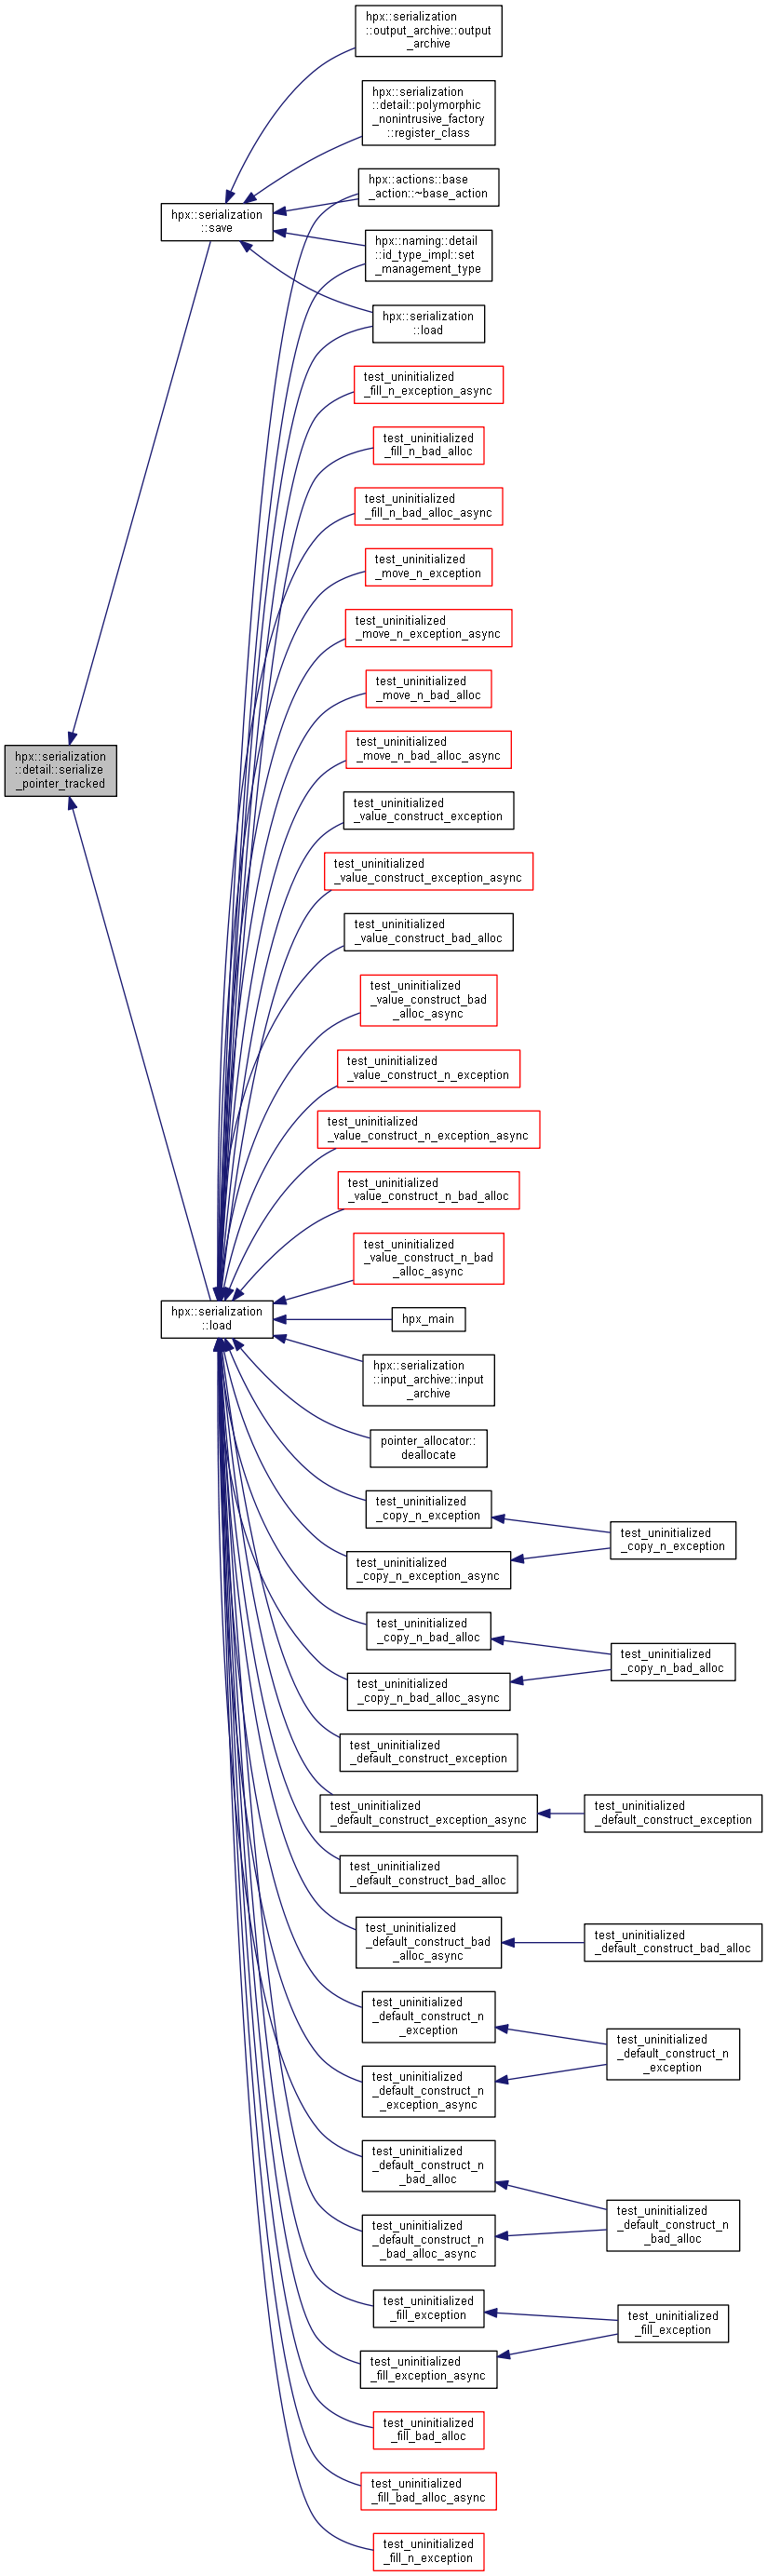 hpx::serialization
::output_archive::output
_archive
hpx::serialization
::detail::polymorphic
_nonintrusive_factory
::register_class
hpx::actions::base
_action::~base_action
hpx::serialization
::save
hpx::naming::detail
::id_type_impl::set
_management_type
hpx::serialization
::load
test_uninitialized
_fill_n_exception_async
test_uninitialized
_fill_n_bad_alloc
test_uninitialized
_fill_n_bad_alloc_async
test_uninitialized
_move_n_exception
test_uninitialized
_move_n_exception_async
test_uninitialized
_move_n_bad_alloc
test_uninitialized
_move_n_bad_alloc_async
hpx::serialization
::detail::serialize
_pointer_tracked
test_uninitialized
_value_construct_exception
test_uninitialized
_value_construct_exception_async
test_uninitialized
_value_construct_bad_alloc
test_uninitialized
_value_construct_bad
_alloc_async
test_uninitialized
_value_construct_n_exception
test_uninitialized
_value_construct_n_exception_async
test_uninitialized
_value_construct_n_bad_alloc
test_uninitialized
_value_construct_n_bad
_alloc_async
hpx::serialization
::load
hpx_main
hpx::serialization
::input_archive::input
_archive
pointer_allocator::
deallocate
test_uninitialized
_copy_n_exception
test_uninitialized
_copy_n_exception
test_uninitialized
_copy_n_exception_async
test_uninitialized
_copy_n_bad_alloc
test_uninitialized
_copy_n_bad_alloc
test_uninitialized
_copy_n_bad_alloc_async
test_uninitialized
_default_construct_exception
test_uninitialized
_default_construct_exception_async
test_uninitialized
_default_construct_exception
test_uninitialized
_default_construct_bad_alloc
test_uninitialized
_default_construct_bad
_alloc_async
test_uninitialized
_default_construct_bad_alloc
test_uninitialized
_default_construct_n
_exception
test_uninitialized
_default_construct_n
_exception
test_uninitialized
_default_construct_n
_exception_async
test_uninitialized
_default_construct_n
_bad_alloc
test_uninitialized
_default_construct_n
_bad_alloc
test_uninitialized
_default_construct_n
_bad_alloc_async
test_uninitialized
_fill_exception
test_uninitialized
_fill_exception
test_uninitialized
_fill_exception_async
test_uninitialized
_fill_bad_alloc
test_uninitialized
_fill_bad_alloc_async
test_uninitialized
_fill_n_exception